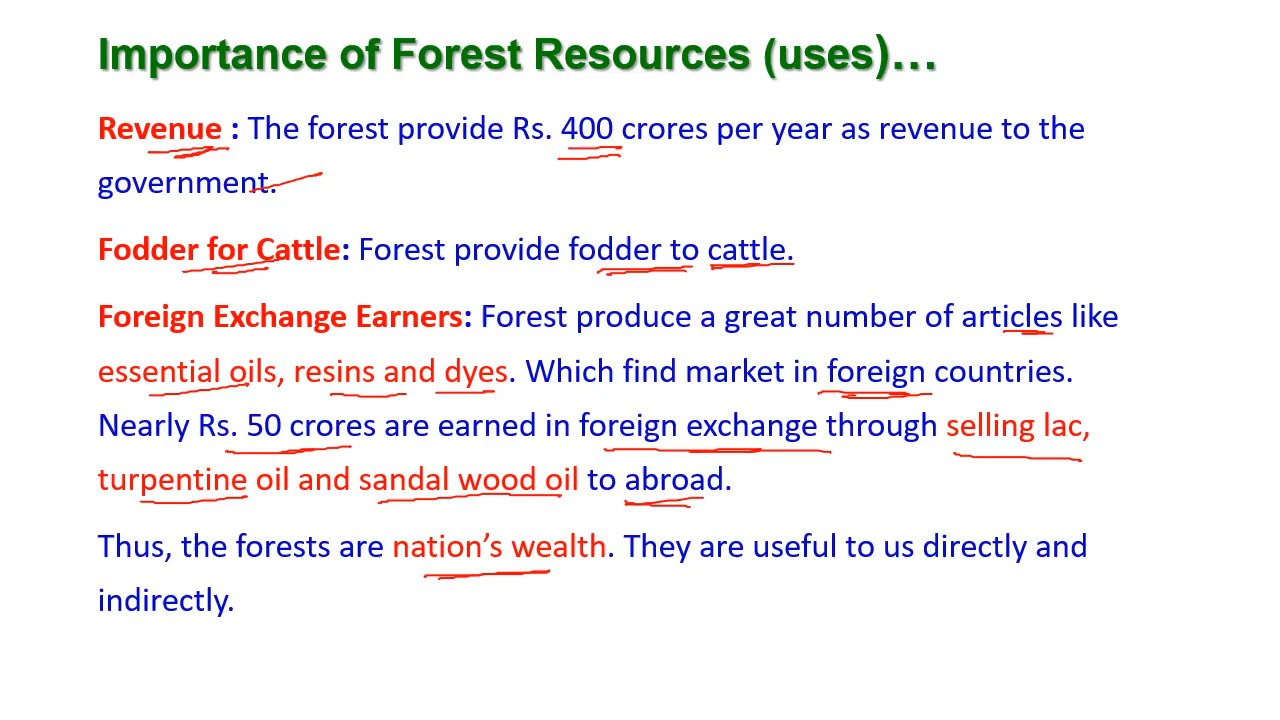 Importance of Forest Resources (uses)...
Revenue : The forest provide Rs. 400 crores per year as revenue to the
government.
Fodder for Cattle: Forest provide fodder to cattle.
Foreign Exchange Earners: Forest produce a great number of articles like
essential oils, resins and dyes. Which find market in foreign countries.
Nearly Rs. 50 crores are earned in foreign exchange through selling lac,
turpentine oil and sandal wood oil to abroad.
Thus, the forests are nation’s wealth. They are useful to us directly and
indirectly.